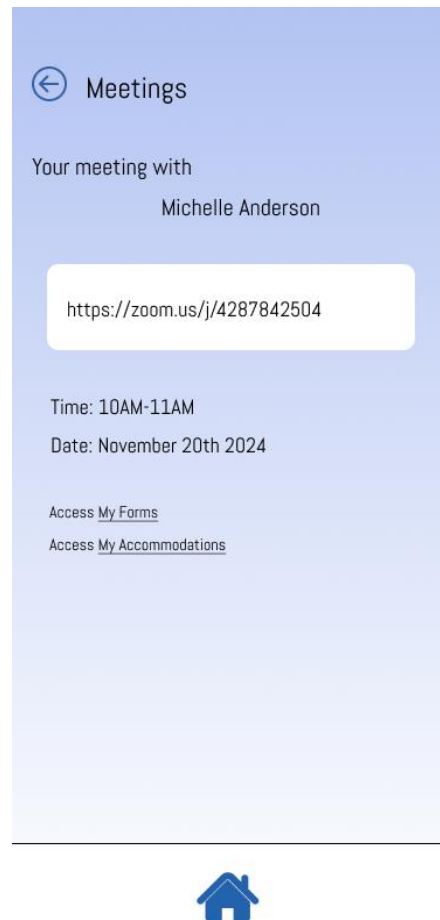 Meetings
Your meeting with
Michelle Anderson
https://zoom.us/j/4287842504
Time: 10AM-11AM
Date: November 20th 2024
Access My Forms
Access My Accommodations